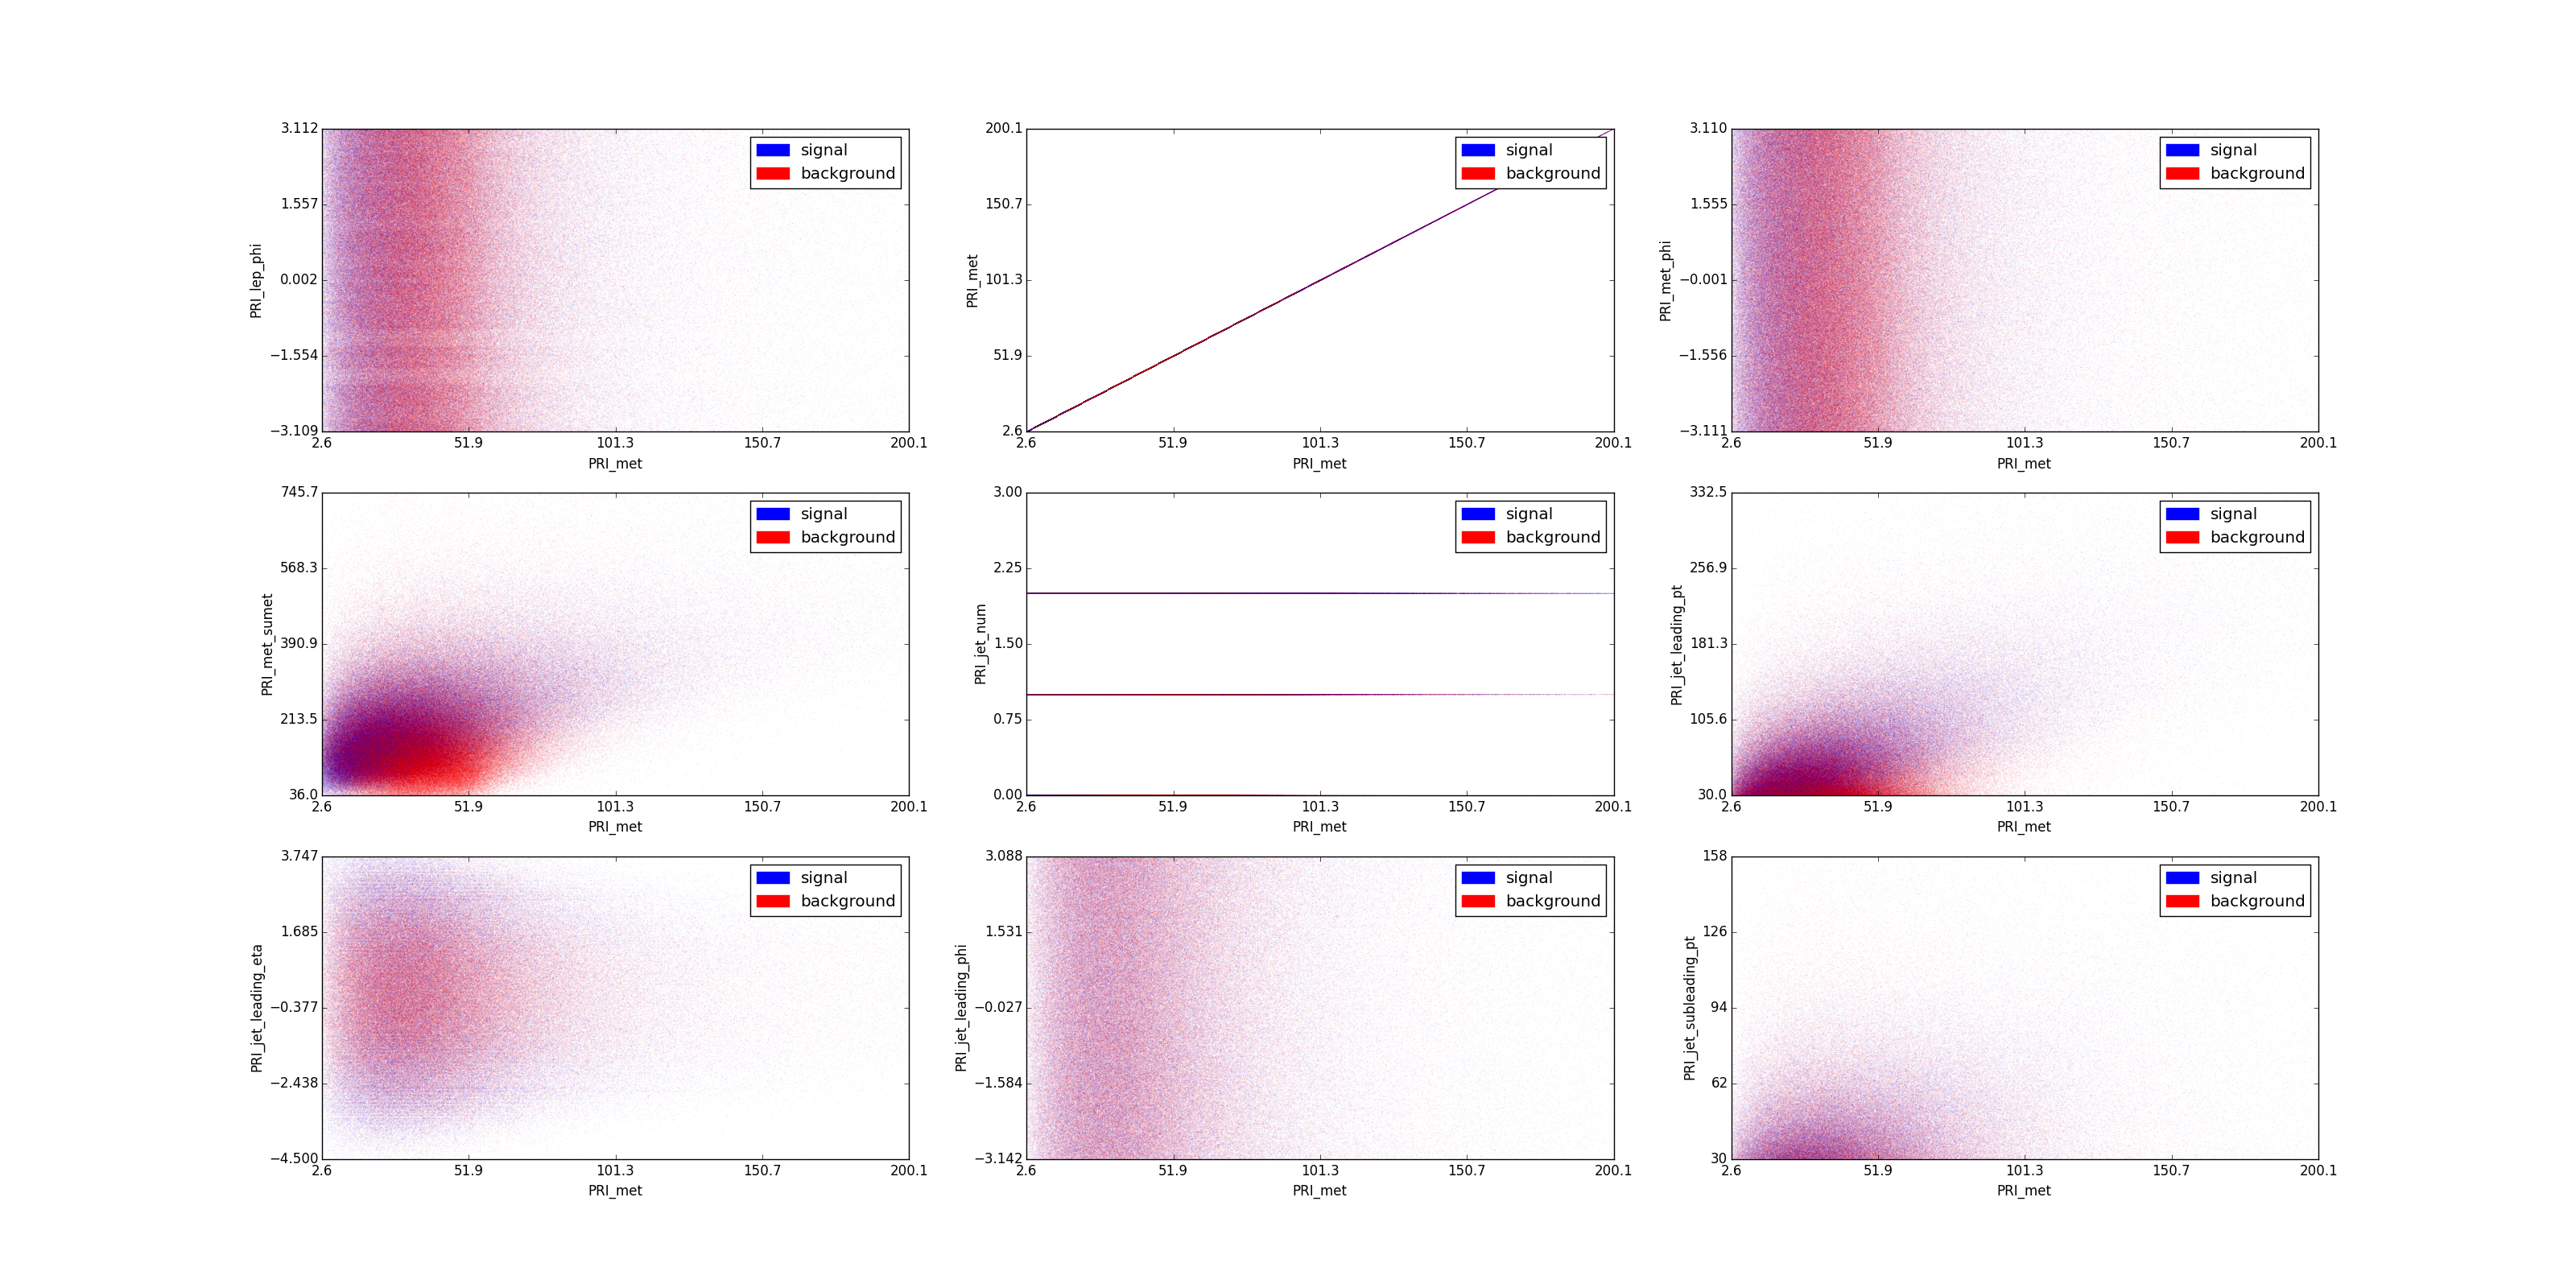 3.112
1.557
0.002
−1.554
−3.109
PRI_lep_phi
signal
background
2.6 51.9 101.3 150.7 200.1
PRI_met
200.1
150.7
101.3
51.9
2.6
PRI_met
signal
background
2.6 51.9 101.3 150.7 200.1
PRI_met
3.110
1.555
−0.001
−1.556
−3.111
PRI_met_phi
signal
background
2.6 51.9 101.3 150.7 200.1
PRI_met
745.7
568.3
390.9
213.5
36.0
PRI_met_sumet
signal
background
2.6 51.9 101.3 150.7 200.1
PRI_met
3.00
2.25
1.50
0.75
0.00
PRI_jet_num
signal
background
2.6 51.9 101.3 150.7 200.1
PRI_met
332.5
256.9
181.3
105.6
30.0
PRI_jet_leading_pt
signal
background
2.6 51.9 101.3 150.7 200.1
PRI_met
3.747
1.685
−0.377
−2.438
−4.500
PRI_jet_leading_eta
signal
background
2.6 51.9 101.3 150.7 200.1
PRI_met
3.088
1.531
−0.027
−1.584
−3.142
PRI_jet_leading_phi
signal
background
2.6 51.9 101.3 150.7 200.1
PRI_met
158
126
94
62
30
PRI_jet_subleading_pt
signal
background
2.6 51.9 101.3 150.7 200.1
PRI_met